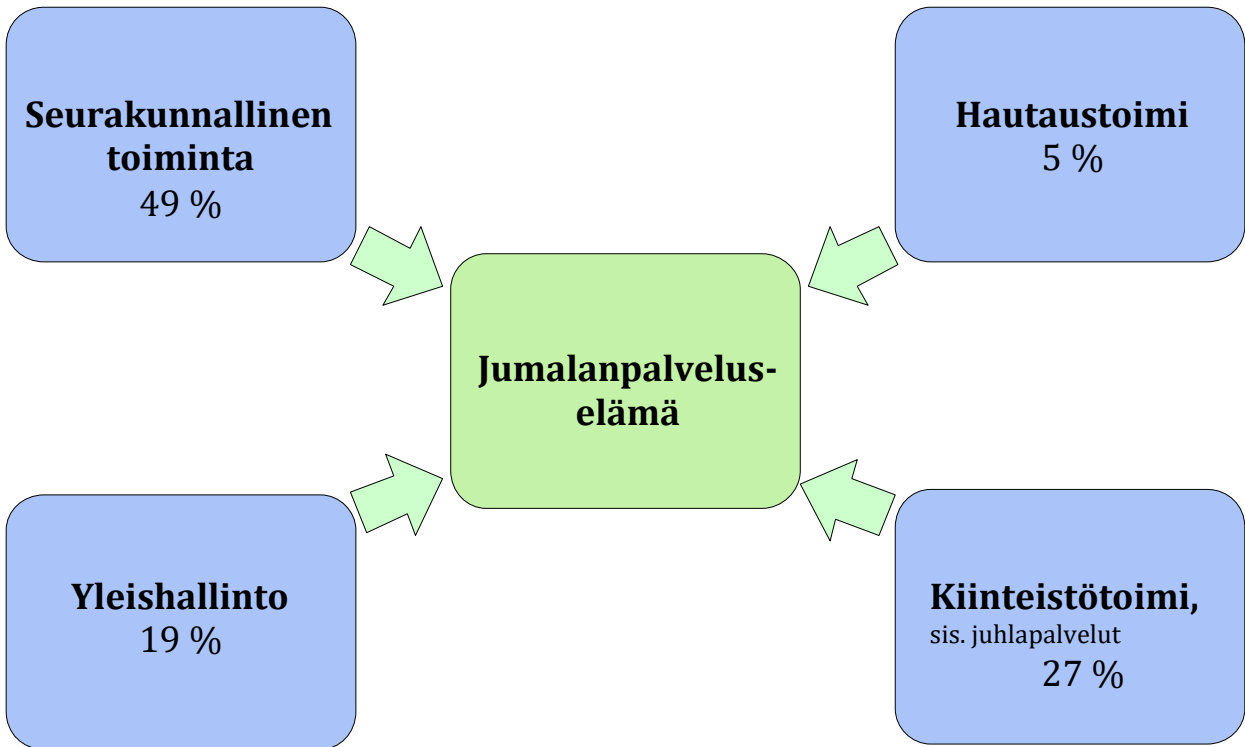 Seurakunnallinen
toiminta
49 %
Hautaustoimi
5 %
Jumalanpalvelus-
elämä
Yleishallinto
19 %
Kiinteistötoimi,
sis. juhlapalvelut
27 %